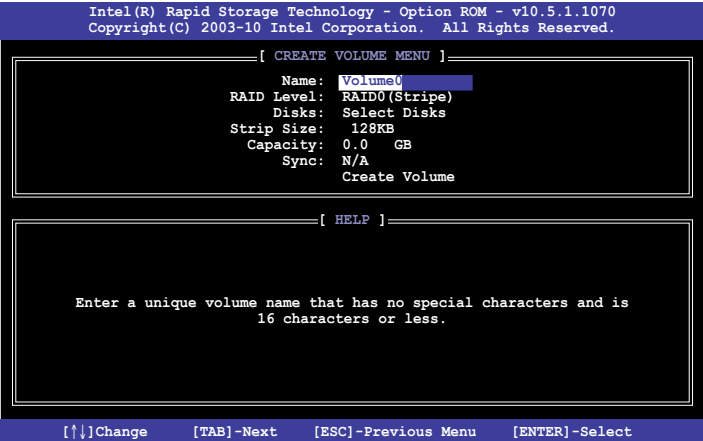 Intel(R) Rapid Storage Technology - Option ROM - v10.5.1.1070
Copyright(C) 2003-10 Intel Corporation. All Rights Reserved.
[ CREATE VOLUME MENU ]
Name: Volume0
RAID Level: RAID0(Stripe)
Disks: Select Disks
Strip Size: 128KB
Capacity: 0.0 GB
Sync: N/A
Create Volume
[ HELP ]
Enter a unique volume name that has no special characters and is
16 characters or less.
[↑↓]Change [TAB]-Next [ESC]-Previous Menu [ENTER]-Select